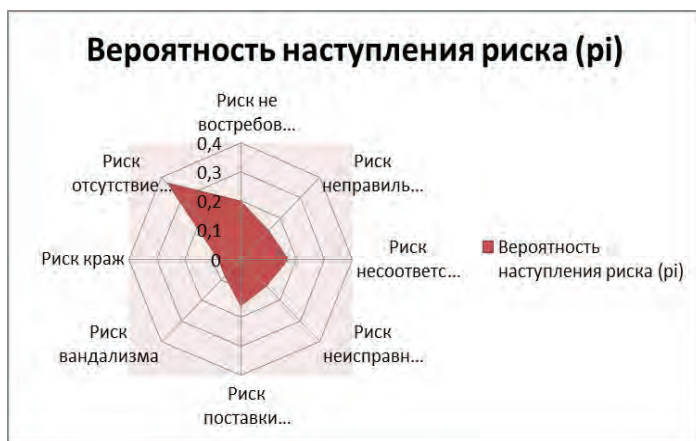 Вероятность наступления риска (pi)
Риск не
востребов...
Риск
неправиль...
Риск
несоответс...
Риск
неисправн...
Риск
поставки...
Риск
вандализма
Риск краж
Риск
отсутствие...
0,4
0,3
0,2
0,1
0
Вероятность
наступления риска (pi)